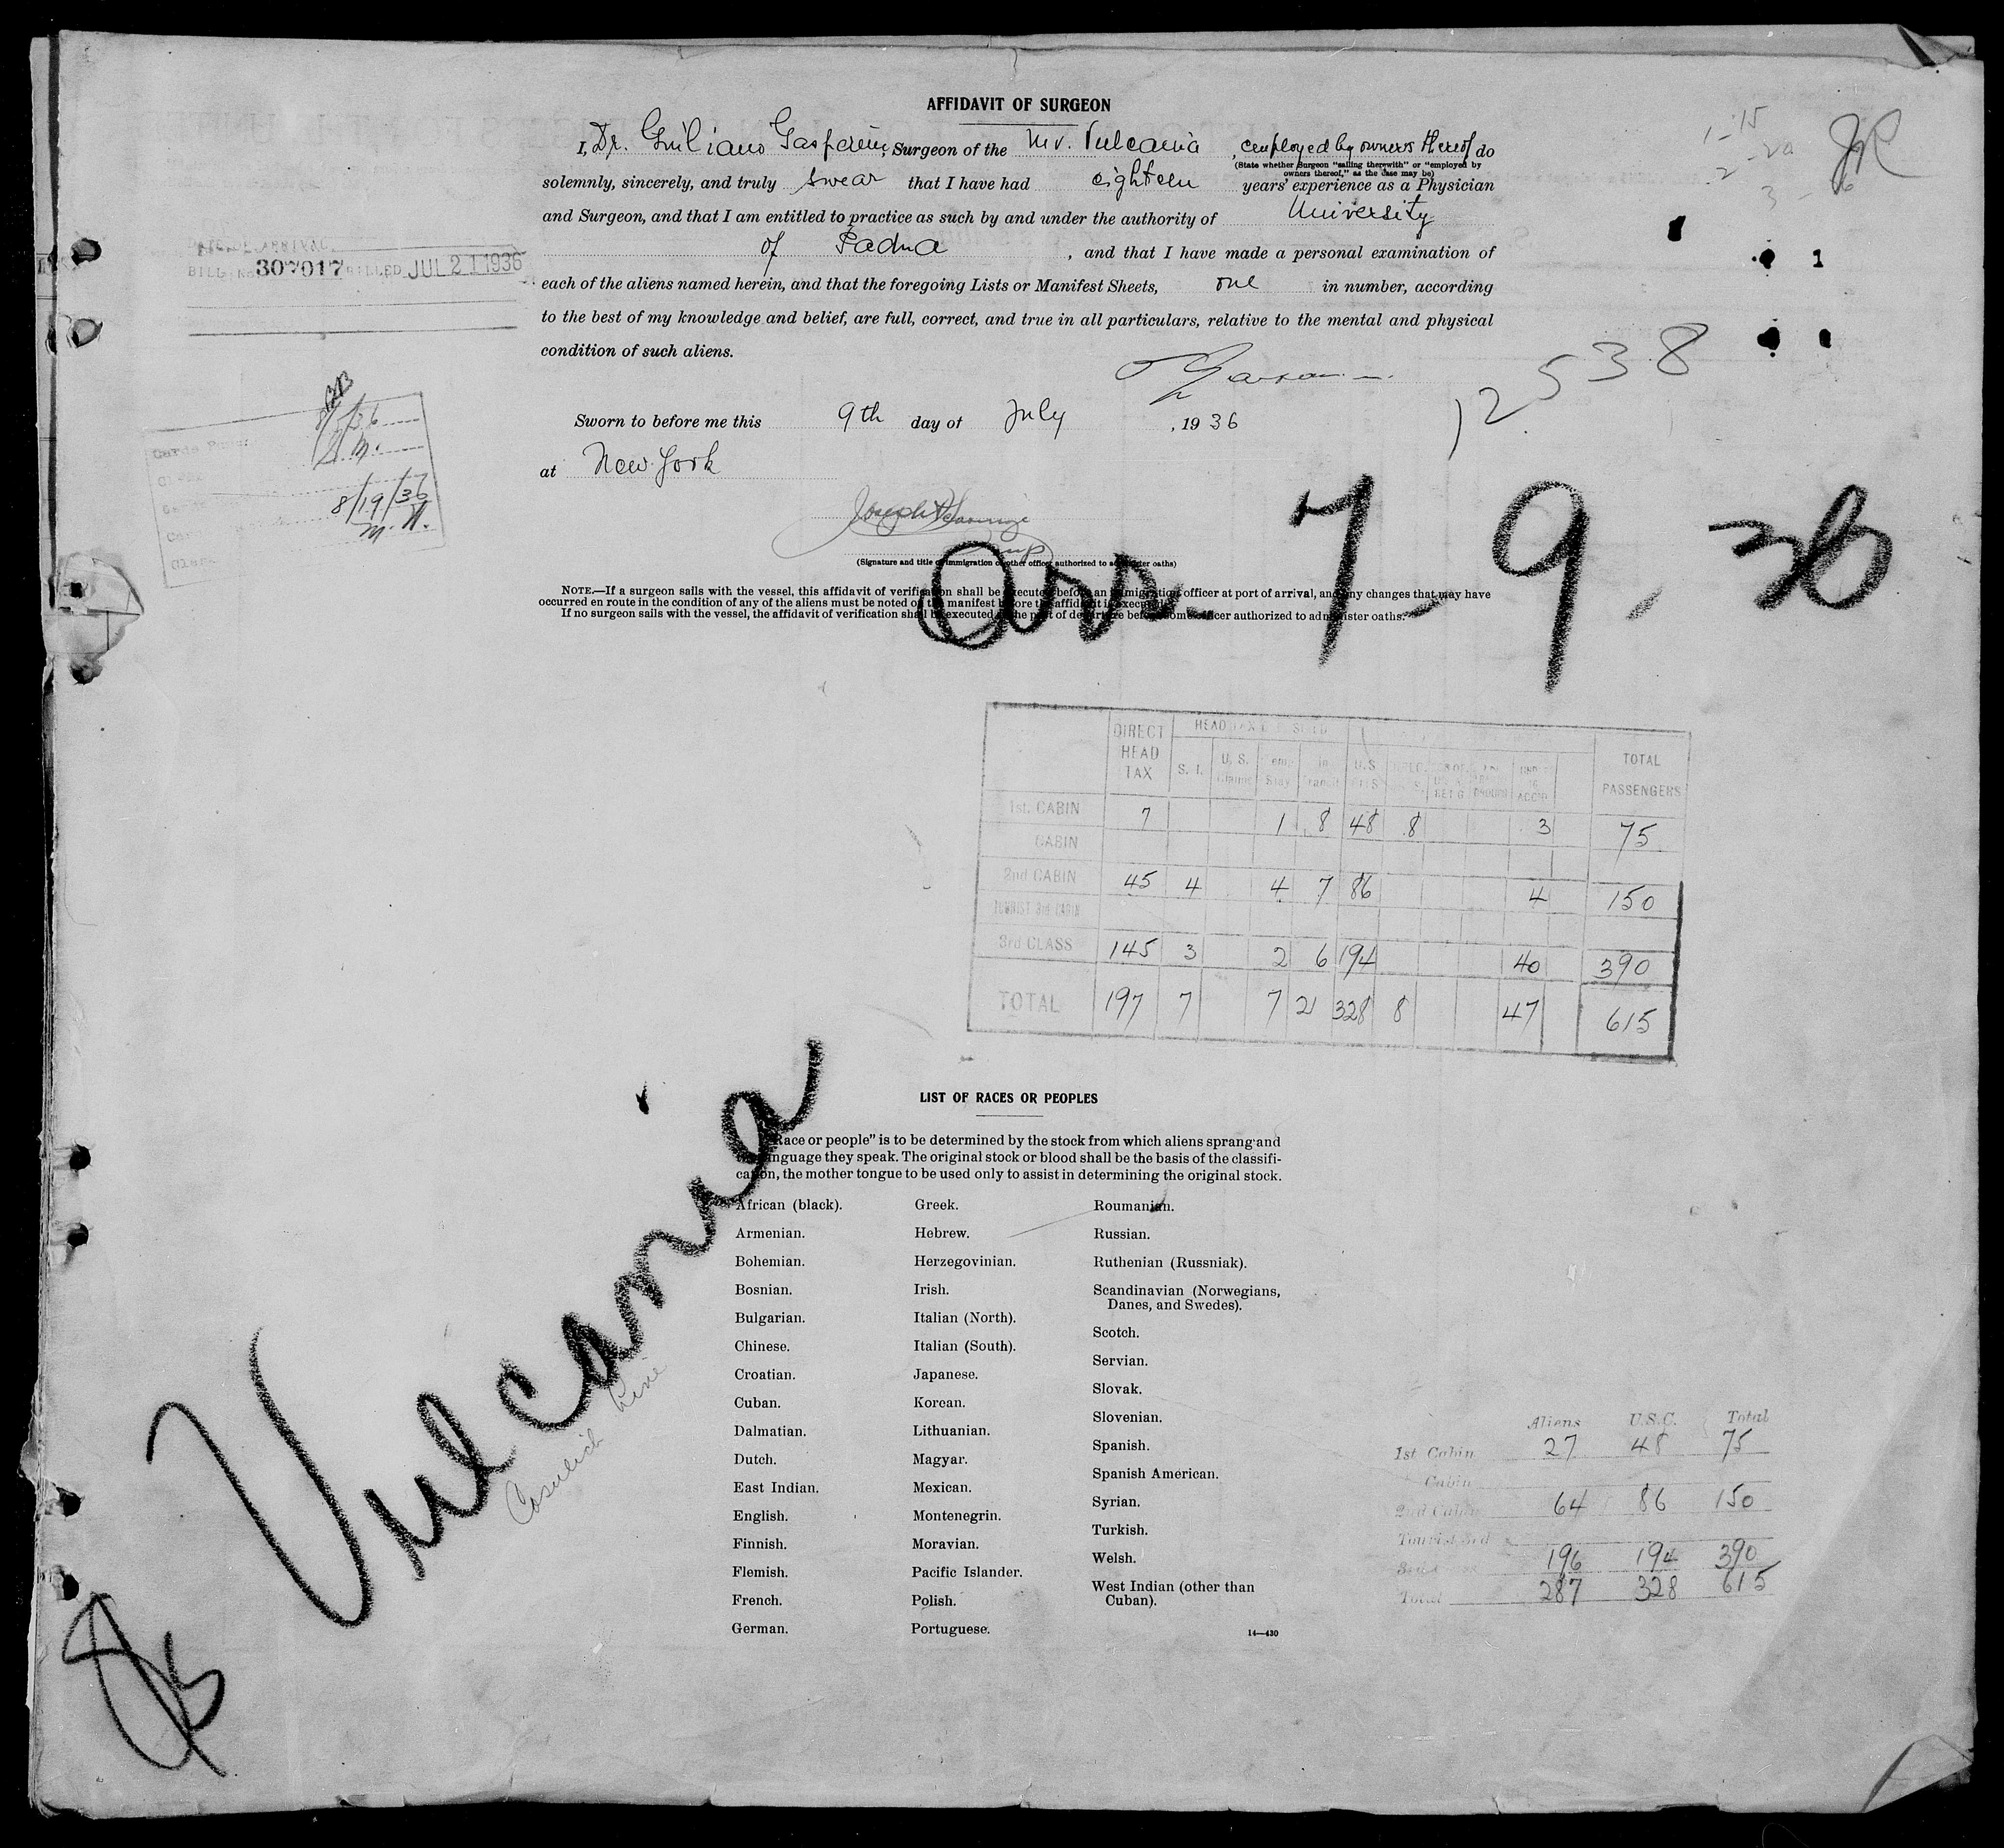 AFFIDAVIT OF SURGEON
I, Dr. Giuliano Gasparini, Surgeon of the Mv. Vulcania, employed by owners thereof do
(State whether Surgeon "sailing therewith" or "employed by
owners thereof," as the case may be)
solemnly, sincerely, and truly swear that I have had eighteen years' experience as a Physician
and Surgeon, and that I am entitled to practice as such by and under the authority of University
of Padua, and that I have made a personal examination of
each of the aliens named herein, and that the foregoing Lists or Manifest Sheets, one in number, according
to the best of my knowledge and belief, are full, correct, and true in all particulars, relative to the mental and physical
condition of such aliens.
Sworn to before me this 9th day of July, 1936
at New York
(Signature and title of immigration or other officer authorized to administer oaths)
NOTE.—If a surgeon sails with the vessel, this affidavit of verification shall be executed before an immigration officer at port of arrival, and any changes that may have
occurred en route in the condition of any of the aliens must be noted on the manifest before the affidavit is executed.
If no surgeon sails with the vessel, the affidavit of verification shall be executed at the port of departure before some officer authorized to administer oaths.
DATE OF ARRIVAL
BILL NO. 307017 BILLED JUL 21 1936
8/19/36
M. N.
1-15
JR
1
12538
Arr. 7-9-36
DIRECT HEAD TAX S. I. U. S. in U.S. TOTAL PASSENGERS
1st. CABIN 7 1 8 48 8 3 75
CABIN
2nd CABIN 45 4 4 7 86 4 150
TOURIST 3rd CABIN
3rd CLASS 145 3 2 6 194 40 390
TOTAL 197 7 7 21 328 8 47 615
Vulcania
Cosulich Line
LIST OF RACES OR PEOPLES
"Race or people" is to be determined by the stock from which aliens sprang and
the language they speak. The original stock or blood shall be the basis of the classifi-
cation, the mother tongue to be used only to assist in determining the original stock.
African (black).
Armenian.
Bohemian.
Bosnian.
Bulgarian.
Chinese.
Croatian.
Cuban.
Dalmatian.
Dutch.
East Indian.
English.
Finnish.
Flemish.
French.
German.
Greek.
Hebrew.
Herzegovinian.
Irish.
Italian (North).
Italian (South).
Japanese.
Korean.
Lithuanian.
Magyar.
Mexican.
Montenegrin.
Moravian.
Pacific Islander.
Polish.
Portuguese.
Roumanian.
Russian.
Ruthenian (Russniak).
Scandinavian (Norwegians,
Danes, and Swedes).
Scotch.
Servian.
Slovak.
Slovenian.
Spanish.
Spanish American.
Syrian.
Turkish.
Welsh.
West Indian (other than
Cuban).
14—430
Aliens U.S.C. Total
1st Cabin 27 48 75
Cabin
2nd Cabin 64 86 150
Tourist 3rd
196 194 390
Total 287 328 615